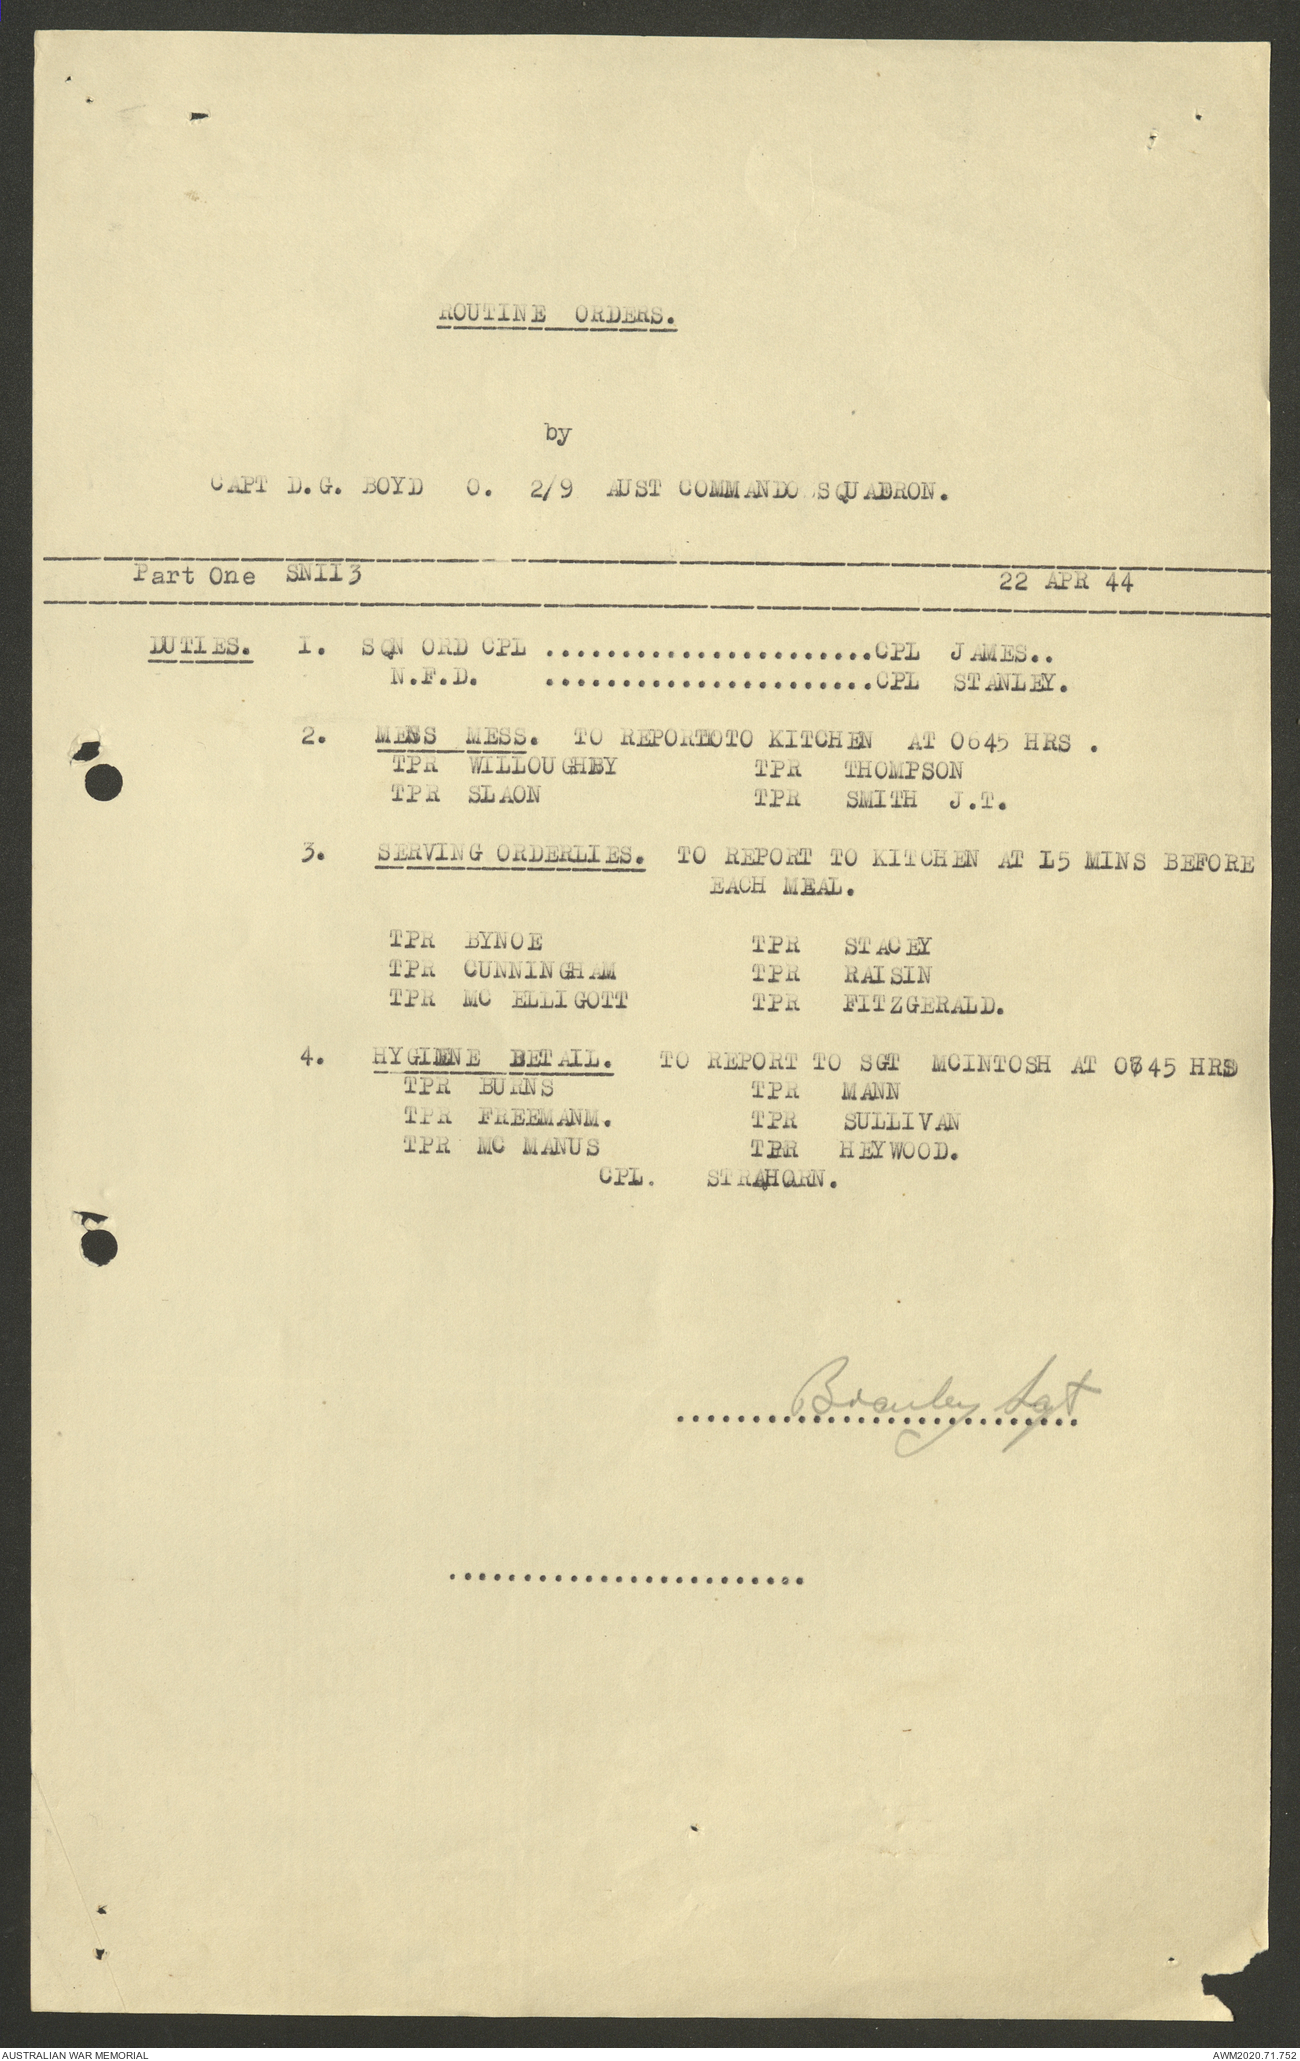 ROUTINE ORDERS.
by
CAPT D.G. BOYD O. 2/9 AUST COMMANDO SQUADRON.
Part One SNII3 22 APR 44
DUTIES. I. SQN ORD CPL ......................CPL JAMES..
N.F.D. ......................CPL STANLEY.
2. MENS MESS. TO REPORT TO KITCHEN AT 0645 HRS .
TPR WILLOUGHBY TPR THOMPSON
TPR SLAON TPR SMITH J.T.
3. SERVING ORDERLIES. TO REPORT TO KITCHEN AT I5 MINS BEFORE
EACH MEAL.
TPR BYNOE TPR STACEY
TPR CUNNINGHAM TPR RAISIN
TPR MC ELLIGOTT TPR FITZGERALD.
4. HYGIENE DETAIL. TO REPORT TO SGT MCINTOSH AT 0745 HRS
TPR BURNS TPR MANN
TPR FREEMANM. TPR SULLIVAN
TPR MC MANUS TPR HEYWOOD.
CPL. STRAHORN.
Sgt
...........................
........................
AUSTRALIAN WAR MEMORIAL AWM2020.71.752